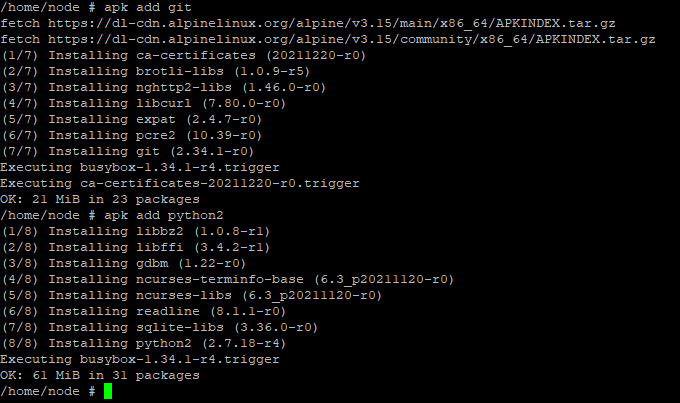 /home/node # apk add git
fetch https://dl-cdn.alpinelinux.org/alpine/v3.15/main/x86_64/APKINDEX.tar.gz
fetch https://dl-cdn.alpinelinux.org/alpine/v3.15/community/x86_64/APKINDEX.tar.gz
(1/7) Installing ca-certificates (20211220-r0)
(2/7) Installing brotli-libs (1.0.9-r5)
(3/7) Installing nghttp2-libs (1.46.0-r0)
(4/7) Installing libcurl (7.80.0-r0)
(5/7) Installing expat (2.4.7-r0)
(6/7) Installing pcre2 (10.39-r0)
(7/7) Installing git (2.34.1-r0)
Executing busybox-1.34.1-r4.trigger
Executing ca-certificates-20211220-r0.trigger
OK: 21 MiB in 23 packages
/home/node # apk add python2
(1/8) Installing libbz2 (1.0.8-r1)
(2/8) Installing libffi (3.4.2-r1)
(3/8) Installing gdbm (1.22-r0)
(4/8) Installing ncurses-terminfo-base (6.3_p20211120-r0)
(5/8) Installing ncurses-libs (6.3_p20211120-r0)
(6/8) Installing readline (8.1.1-r0)
(7/8) Installing sqlite-libs (3.36.0-r0)
(8/8) Installing python2 (2.7.18-r4)
Executing busybox-1.34.1-r4.trigger
OK: 61 MiB in 31 packages
/home/node #